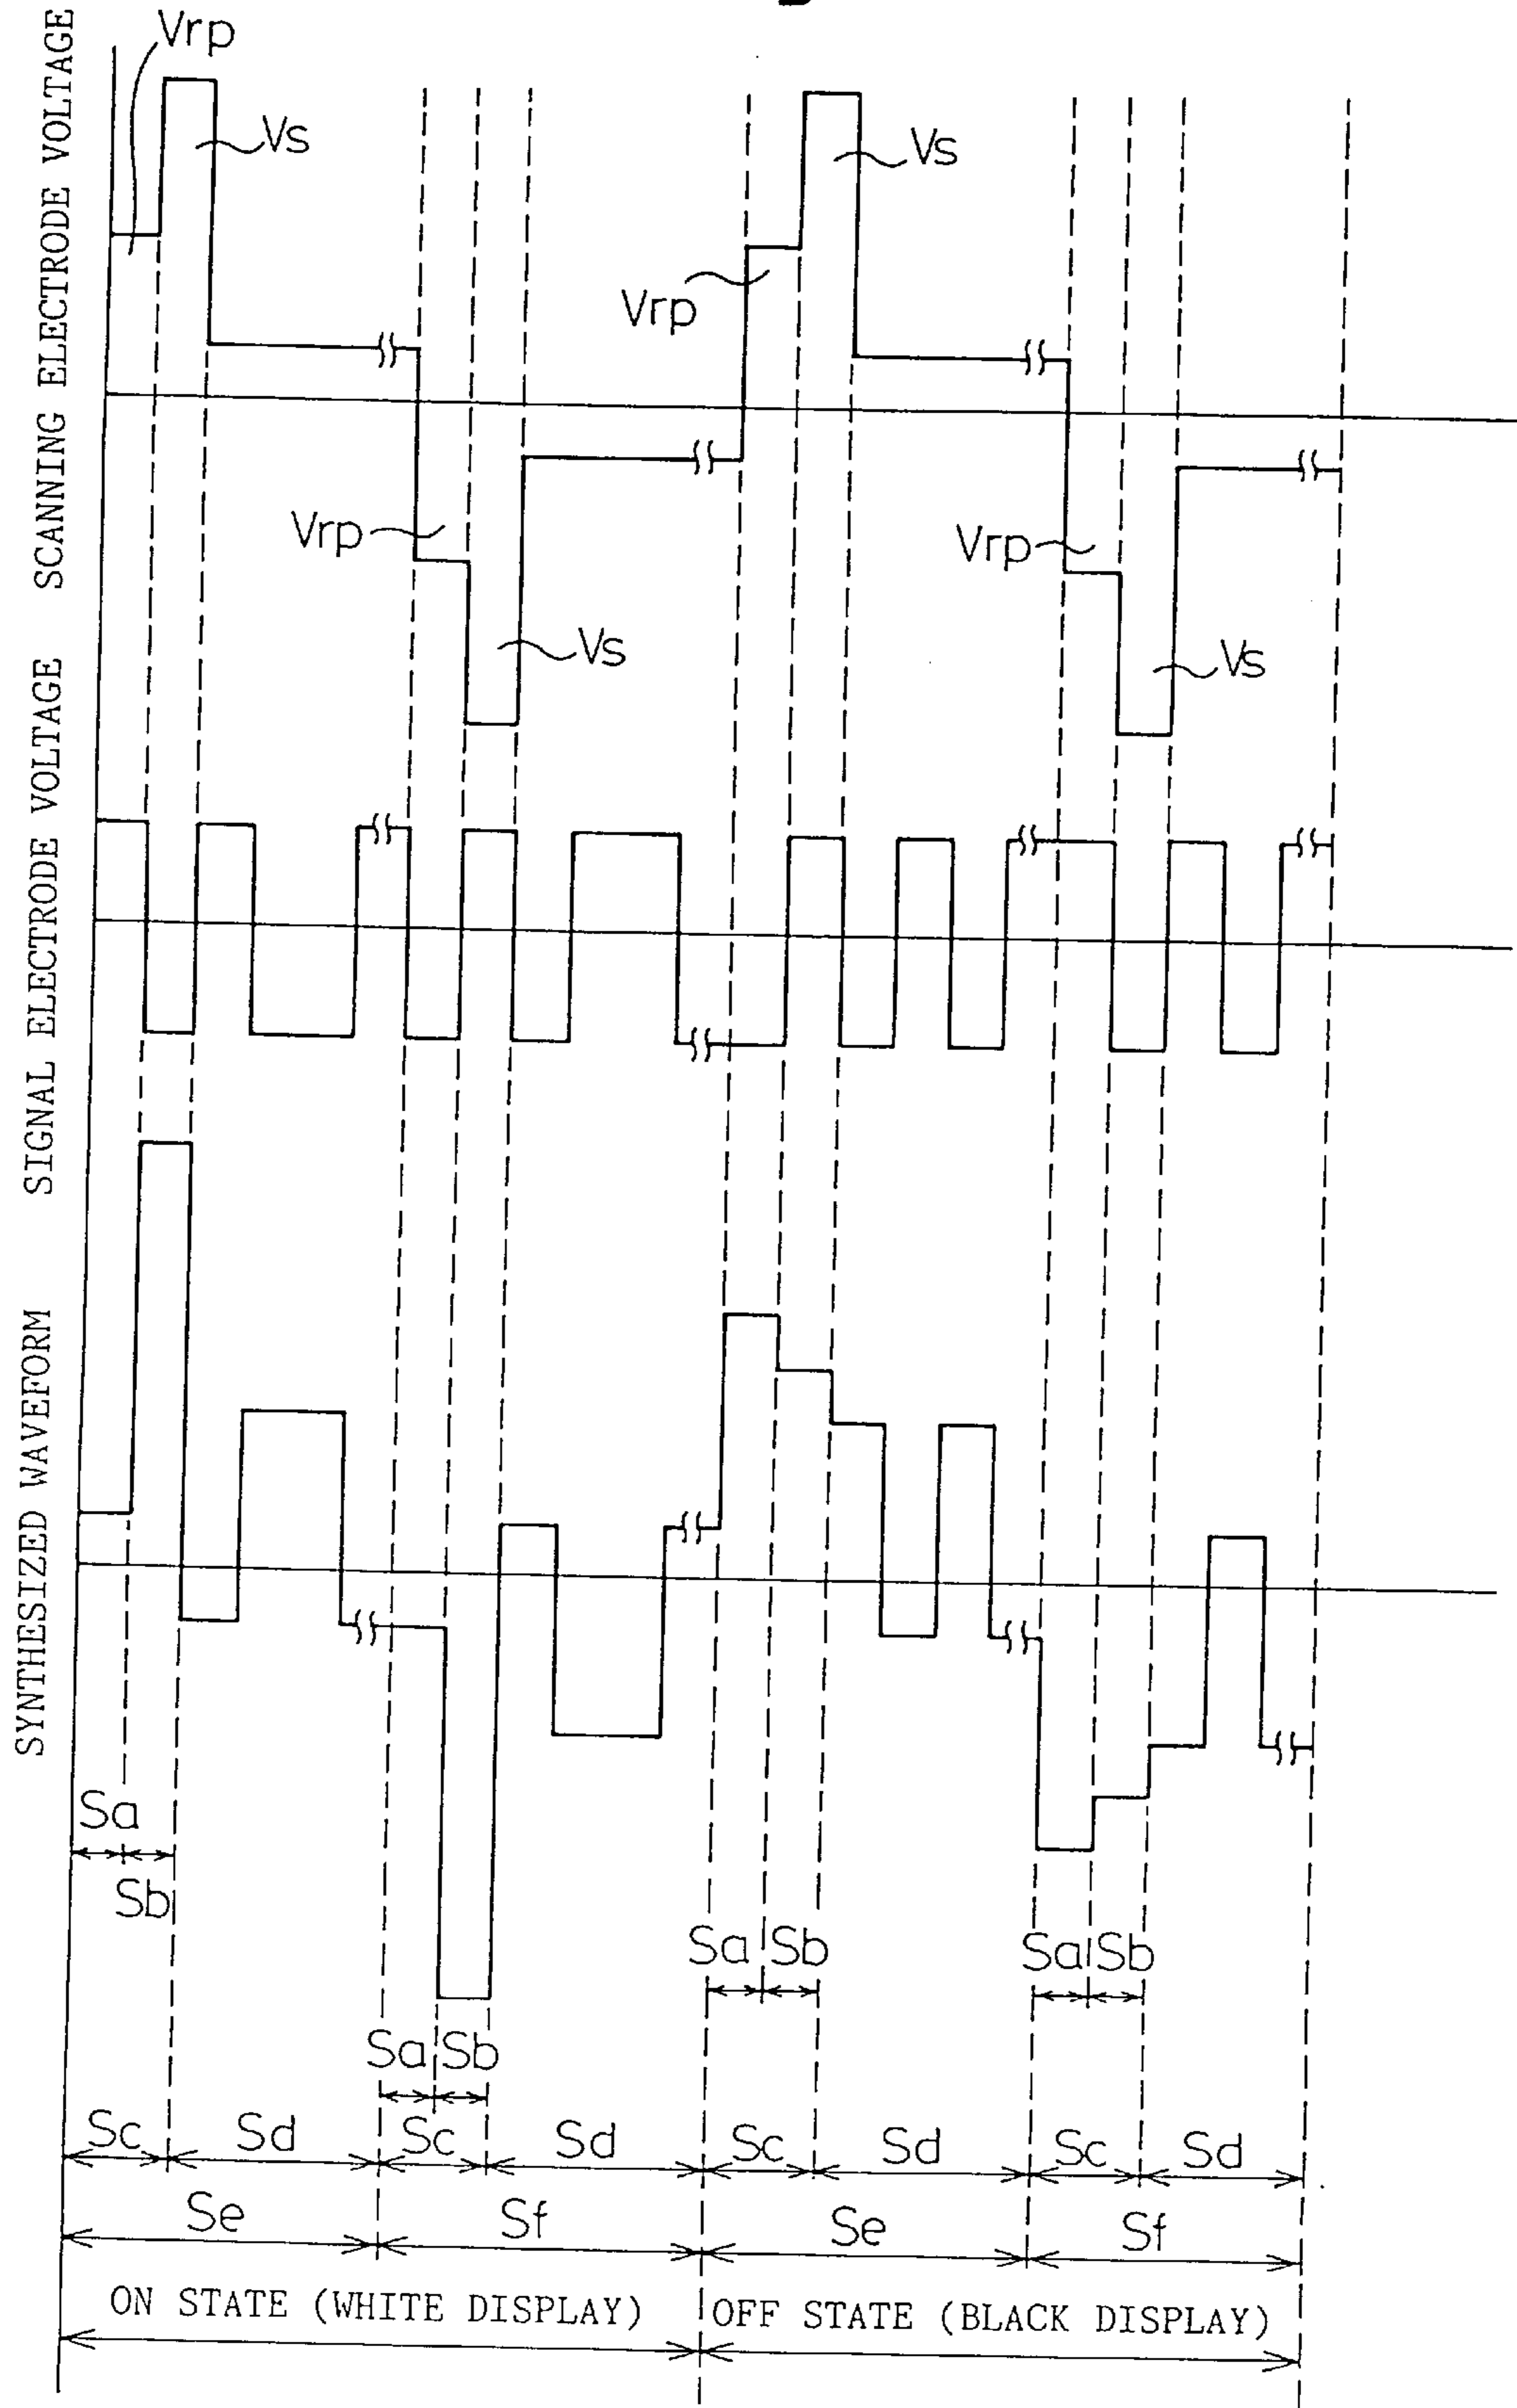 SCANNING ELECTRODE VOLTAGE
Vrp
Vs
Vs
Vrp
Vrp
Vrp
Vs
Vs
SIGNAL ELECTRODE VOLTAGE
SYNTHESIZED WAVEFORM
Sa
Sb
Sa Sb
Sa Sb
Sa Sb
Sc Sd Sc Sd Sc Sd Sc Sd
Se Sf Se Sf
ON STATE (WHITE DISPLAY) OFF STATE (BLACK DISPLAY)